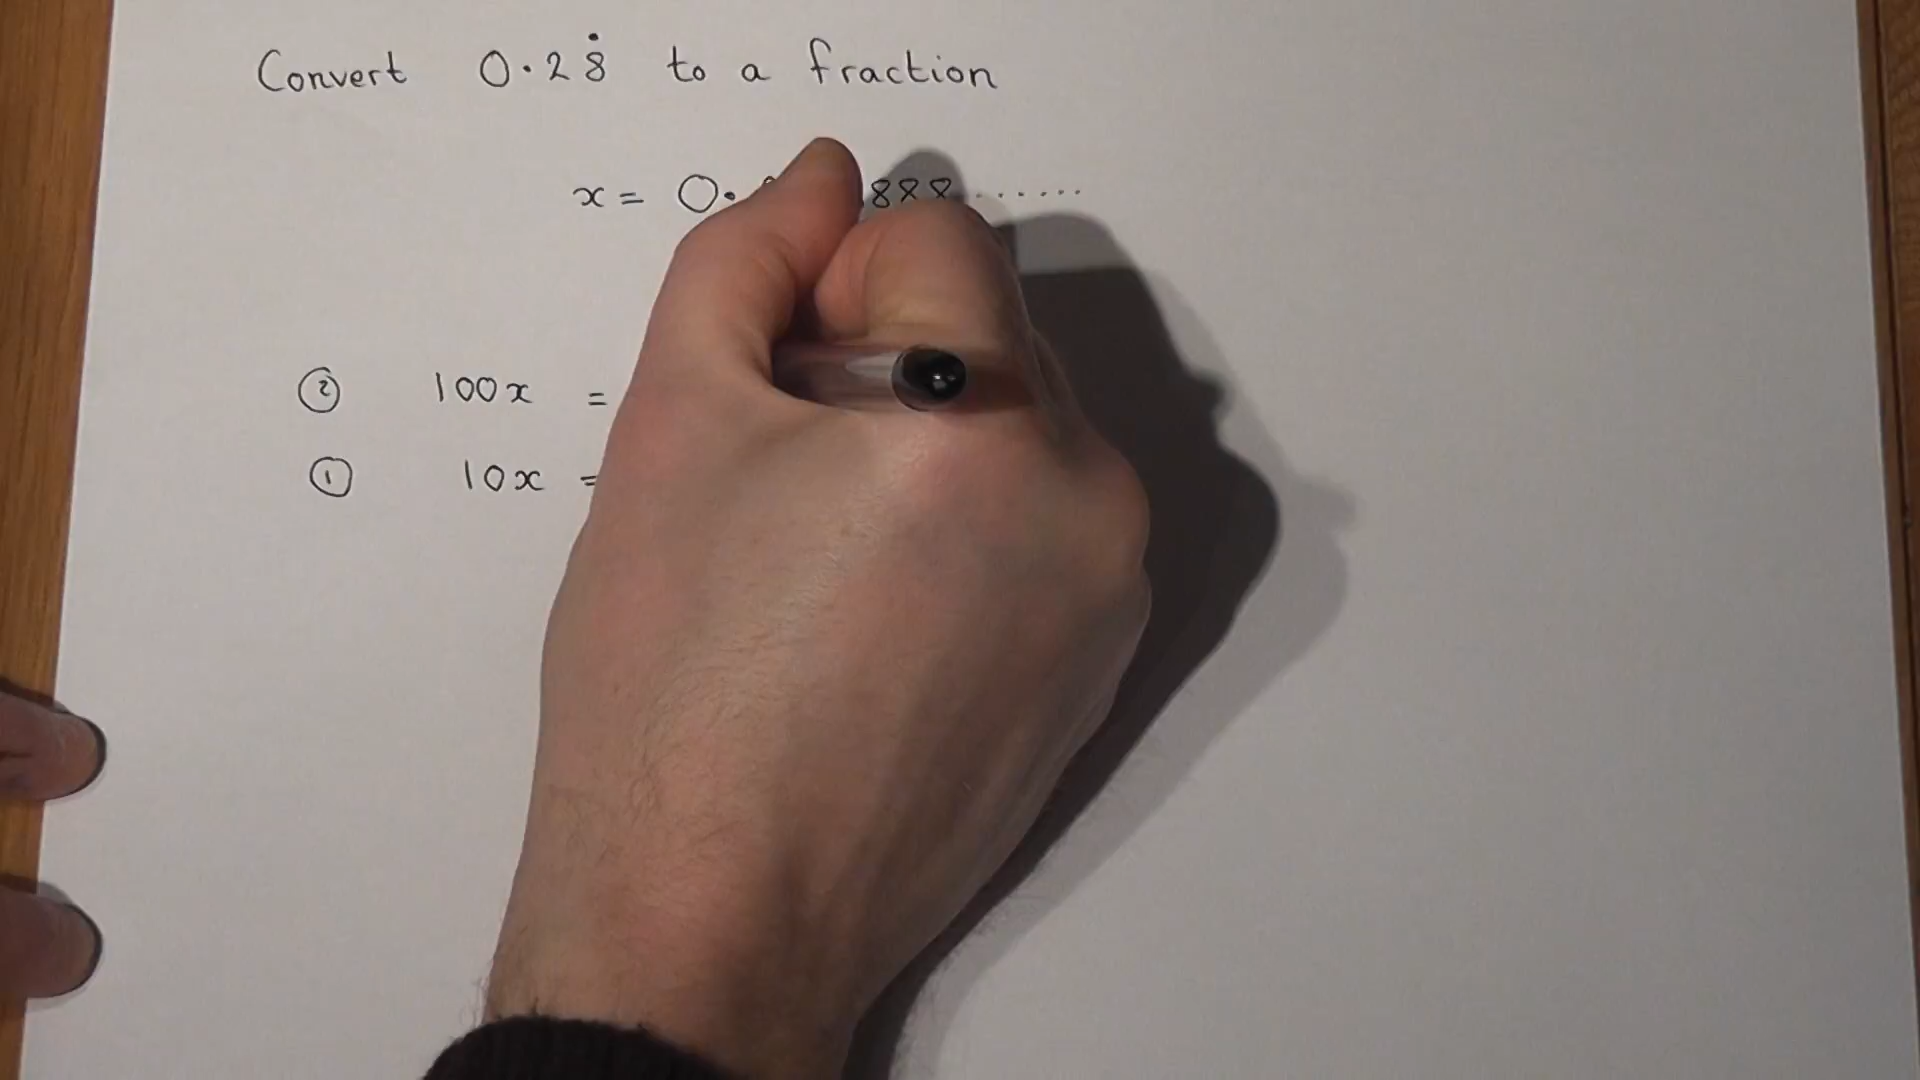 Convert 0.28̇ to a fraction
x = 0. 888......
② 100x =
① 10x =